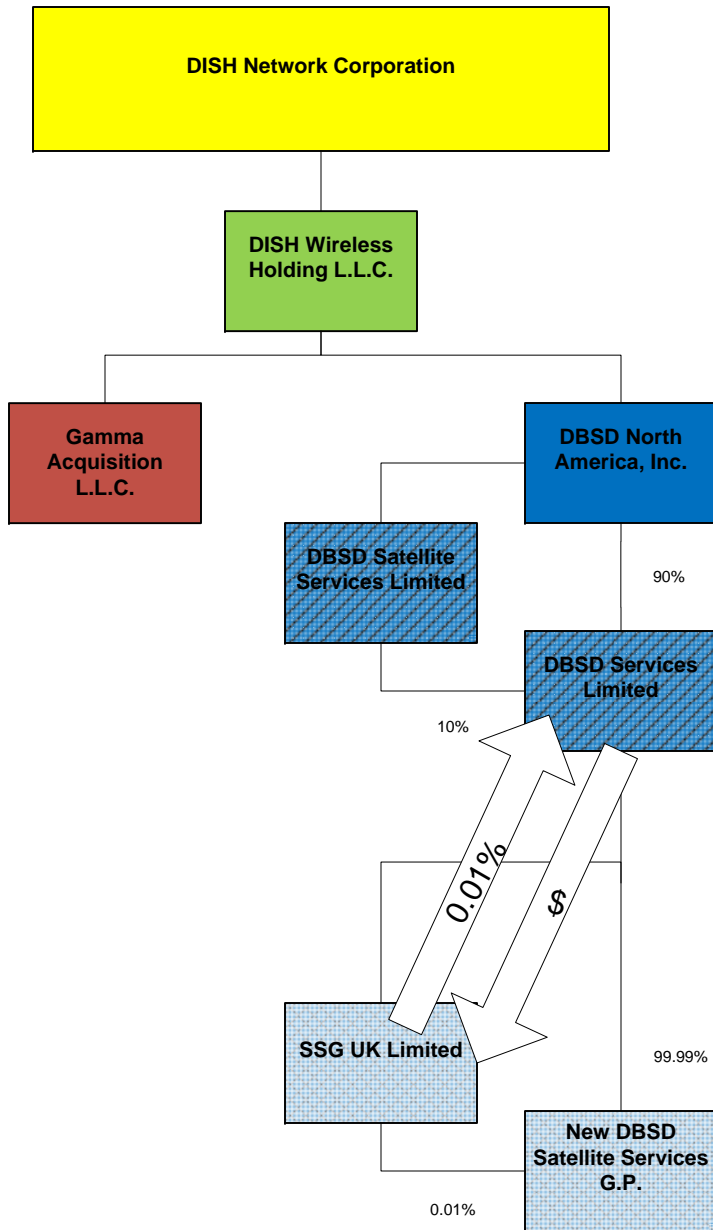 DISH Network Corporation
DISH Wireless
Holding L.L.C.
Gamma
Acquisition
L.L.C.
DBSD North
America, Inc.
DBSD Satellite
Services Limited
90%
DBSD Services
Limited
10%
0.01%
$
SSG UK Limited
99.99%
New DBSD
Satellite Services
G.P.
0.01%